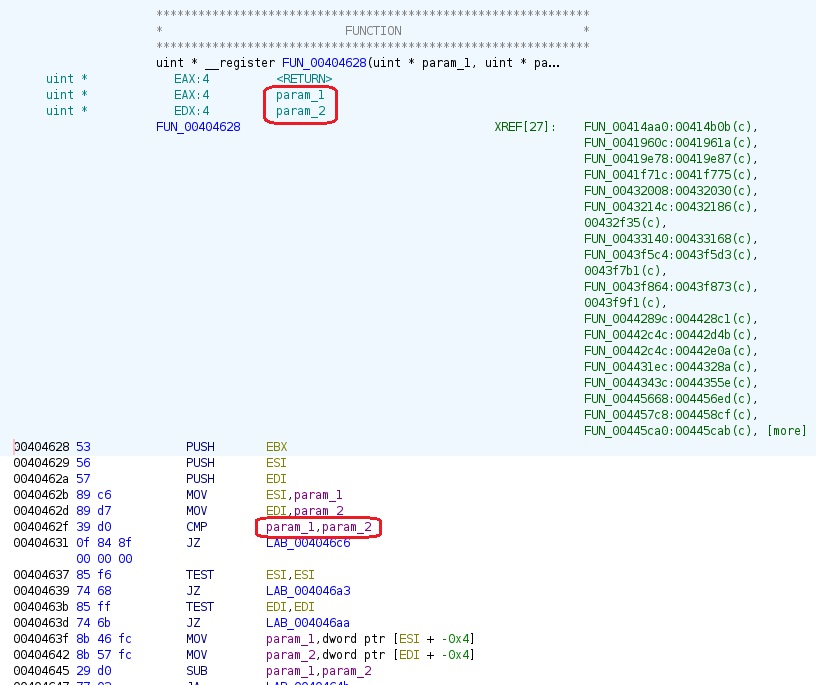 ******************************************************
* FUNCTION *
******************************************************
uint * __register FUN_00404628(uint * param_1, uint * pa...
uint * EAX:4 <RETURN>
uint * EAX:4 param_1
uint * EDX:4 param_2
FUN_00404628 XREF[27]: FUN_00414aa0:00414b0b(c),
FUN_0041960c:0041961a(c),
FUN_00419e78:00419e87(c),
FUN_0041f71c:0041f775(c),
FUN_00432008:00432030(c),
FUN_0043214c:00432186(c),
00432f35(c),
FUN_00433140:00433168(c),
FUN_0043f5c4:0043f5d3(c),
0043f7b1(c),
FUN_0043f864:0043f873(c),
0043f9f1(c),
FUN_0044289c:004428c1(c),
FUN_00442c4c:00442d4b(c),
FUN_00442c4c:00442e0a(c),
FUN_004431ec:0044328a(c),
FUN_0044343c:0044355e(c),
FUN_00445668:004456ed(c),
FUN_004457c8:004458cf(c),
FUN_00445ca0:00445cab(c), [more]
00404628 53 PUSH EBX
00404629 56 PUSH ESI
0040462a 57 PUSH EDI
0040462b 89 c6 MOV ESI,param_1
0040462d 89 d7 MOV EDI,param_2
0040462f 39 d0 CMP param_1,param_2
00404631 0f 84 8f JZ LAB_004046c6
00 00 00
00404637 85 f6 TEST ESI,ESI
00404639 74 68 JZ LAB_004046a3
0040463b 85 ff TEST EDI,EDI
0040463d 74 6b JZ LAB_004046aa
0040463f 8b 46 fc MOV param_1,dword ptr [ESI + -0x4]
00404642 8b 57 fc MOV param_2,dword ptr [EDI + -0x4]
00404645 29 d0 SUB param_1,param_2